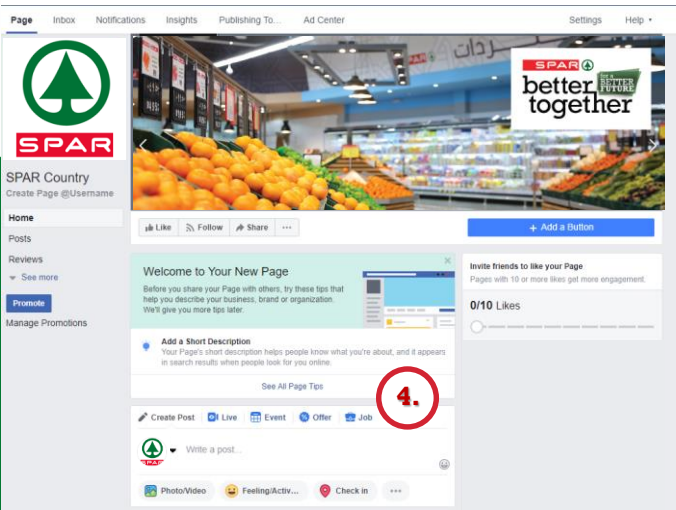 Page Inbox Notifications Insights Publishing To... Ad Center Settings Help
SPAR
SPAR
better
for a BETTER FUTURE
together
SPAR Country
Create Page @Username
Home
Posts
Reviews
See more
Promote
Manage Promotions
Like Follow Share ...
+ Add a Button
Welcome to Your New Page
Before you share your Page with others, try these tips that
help you describe your business, brand or organization.
We'll give you more tips later.
Add a Short Description
Your Page's short description helps people know what you're about, and it appears
in search results when people look for you online.
See All Page Tips
Invite friends to like your Page
Pages with 10 or more likes get more engagement.
0/10 Likes
4.
Create Post Live Event Offer Job
SPAR
Write a post...
Photo/Video Feeling/Activ... Check in ...